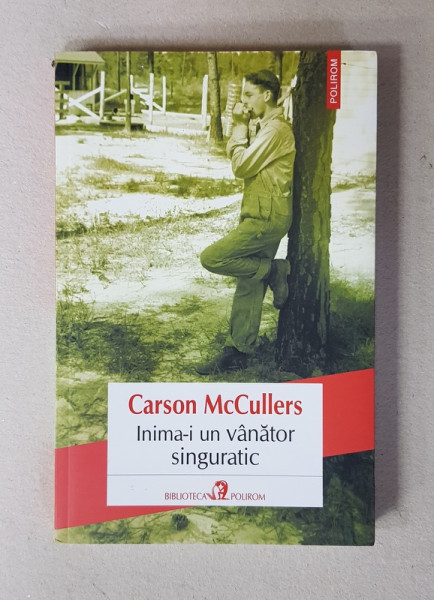 POLIROM
Carson McCullers
Inima-i un vânător
singuratic
BIBLIOTECA POLIROM